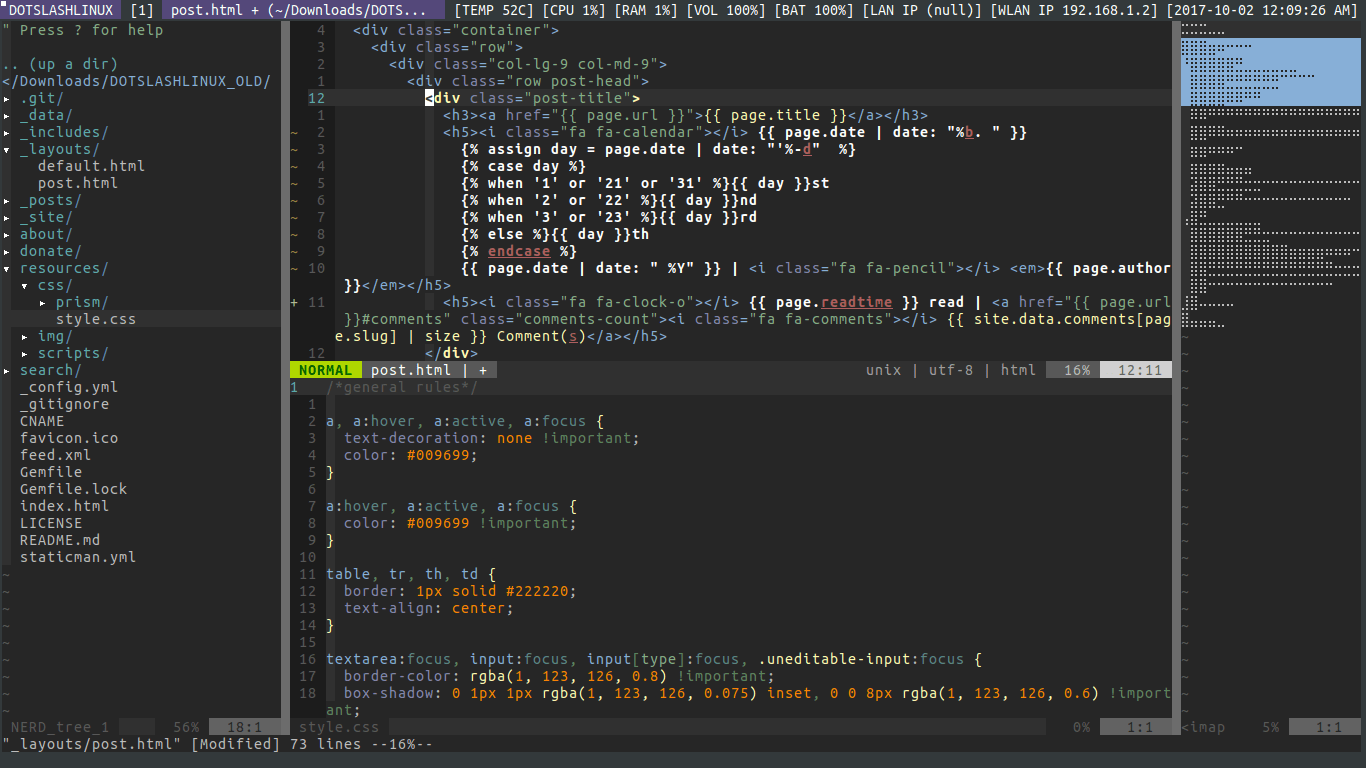 DOTSLASHLINUX [1] post.html + (~/Downloads/DOTS... [TEMP 52C] [CPU 1%] [RAM 1%] [VOL 100%] [BAT 100%] [LAN IP (null)] [WLAN IP 192.168.1.2] [2017-10-02 12:09:26 AM]
" Press ? for help
.. (up a dir)
</Downloads/DOTSLASHLINUX_OLD/
▸ .git/
▸ _data/
▸ _includes/
▾ _layouts/
default.html
post.html
▸ _posts/
▸ _site/
▸ about/
▸ donate/
▾ resources/
▾ css/
▸ prism/
style.css
▸ img/
▸ scripts/
▸ search/
_config.yml
_gitignore
CNAME
favicon.ico
feed.xml
Gemfile
Gemfile.lock
index.html
LICENSE
README.md
staticman.yml
~
~
~
~
~
~
~
~
~
NERD_tree_1 56% 18:1
4 <div class="container">
3 <div class="row">
2 <div class="col-lg-9 col-md-9">
1 <div class="row post-head">
12 <div class="post-title">
1 <h3><a href="{{ page.url }}">{{ page.title }}</a></h3>
~ 2 <h5><i class="fa fa-calendar"></i> {{ page.date | date: "%b. " }}
~ 3 {% assign day = page.date | date: "'%-d"  %}
~ 4 {% case day %}
~ 5 {% when '1' or '21' or '31' %}{{ day }}st
~ 6 {% when '2' or '22' %}{{ day }}nd
~ 7 {% when '3' or '23' %}{{ day }}rd
~ 8 {% else %}{{ day }}th
~ 9 {% endcase %}
~ 10 {{ page.date | date: " %Y" }} | <i class="fa fa-pencil"></i> <em>{{ page.author
}}</em></h5>
+ 11 <h5><i class="fa fa-clock-o"></i> {{ page.readtime }} read | <a href="{{ page.url
}}#comments" class="comments-count"><i class="fa fa-comments"></i> {{ site.data.comments[pag
e.slug] | size }} Comment(s)</a></h5>
12 </div>
NORMAL post.html | + unix | utf-8 | html 16% 12:11
1 /*general rules*/
1
2 a, a:hover, a:active, a:focus {
3 text-decoration: none !important;
4 color: #009699;
5 }
6
7 a:hover, a:active, a:focus {
8 color: #009699 !important;
9 }
10
11 table, tr, th, td {
12 border: 1px solid #222220;
13 text-align: center;
14 }
15
16 textarea:focus, input:focus, input[type]:focus, .uneditable-input:focus {
17 border-color: rgba(1, 123, 126, 0.8) !important;
18 box-shadow: 0 1px 1px rgba(1, 123, 126, 0.075) inset, 0 0 8px rgba(1, 123, 126, 0.6) !import
ant;
style.css 0% 1:1
<imap 5% 1:1
"_layouts/post.html" [Modified] 73 lines --16%--